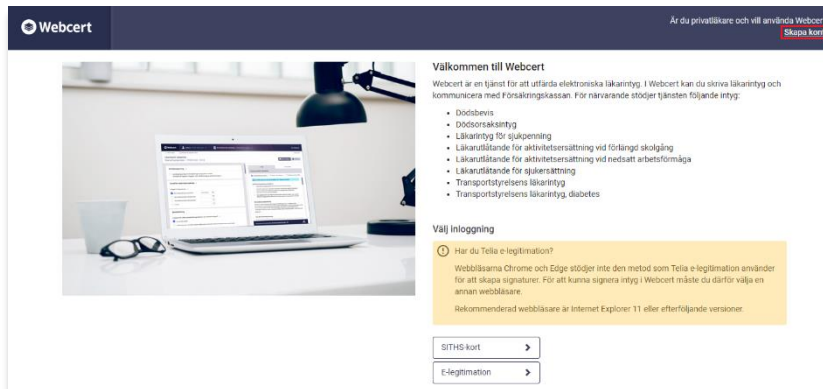 Webcert
Är du privatläkare och vill använda Webcert
Skapa kont
Välkommen till Webcert
Webcert är en tjänst för att utfärda elektroniska läkarintyg. I Webcert kan du skriva läkarintyg och
kommunicera med Försäkringskassan. För närvarande stödjer tjänsten följande intyg:
• Dödsbevis
• Dödsorsaksintyg
• Läkarintyg för sjukpenning
• Läkarutlåtande för aktivitetsersättning vid förlängd skolgång
• Läkarutlåtande för aktivitetsersättning vid nedsatt arbetsförmåga
• Läkarutlåtande för sjukersättning
• Transportstyrelsens läkarintyg
• Transportstyrelsens läkarintyg, diabetes
Välj inloggning
Har du Telia e-legitimation?
Webbläsarna Chrome och Edge stödjer inte den metod som Telia e-legitimation använder
för att skapa signaturer. För att kunna signera intyg i Webcert måste du därför välja en
annan webbläsare.
Rekommenderad webbläsare är Internet Explorer 11 eller efterföljande versioner.
SITHS-kort
E-legitimation